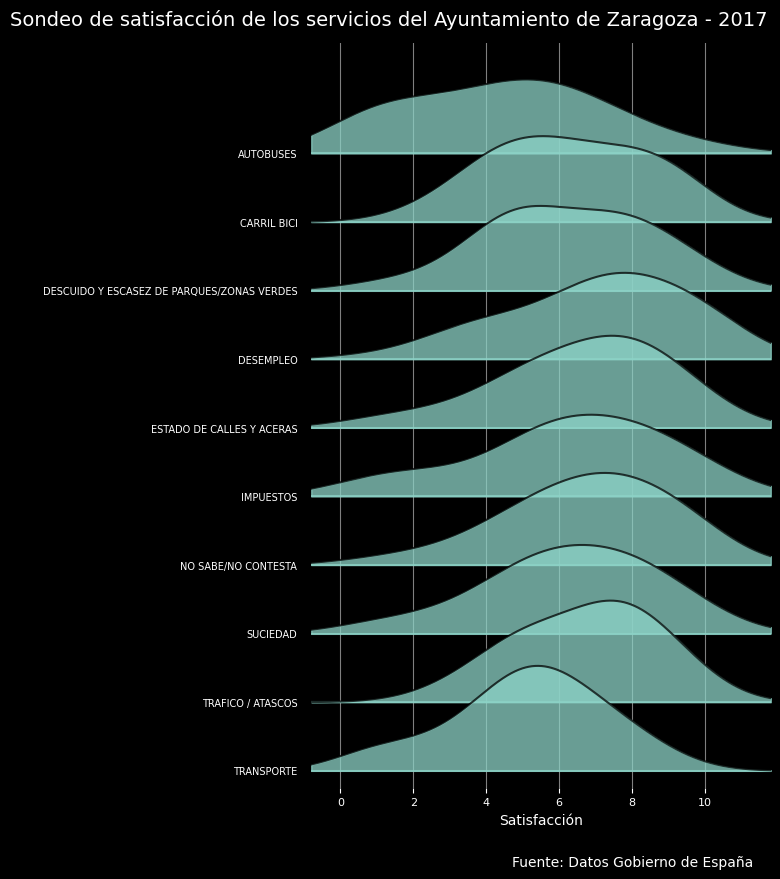 Sondeo de satisfacción de los servicios del Ayuntamiento de Zaragoza - 2017
AUTOBUSES
CARRIL BICI
DESCUIDO Y ESCASEZ DE PARQUES/ZONAS VERDES
DESEMPLEO
ESTADO DE CALLES Y ACERAS
IMPUESTOS
NO SABE/NO CONTESTA
SUCIEDAD
TRAFICO / ATASCOS
TRANSPORTE
0 2 4 6 8 10
Satisfacción
Fuente: Datos Gobierno de España